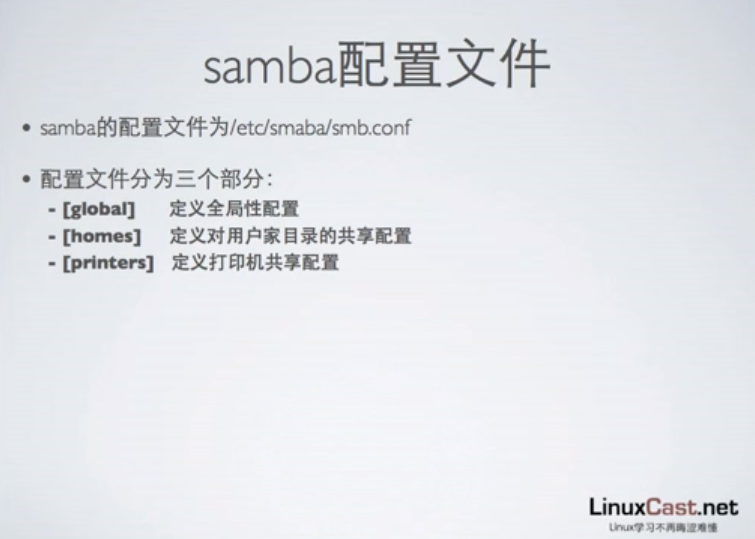 samba配置文件
• samba的配置文件为/etc/smaba/smb.conf
• 配置文件分为三个部分：
- [global] 定义全局性配置
- [homes] 定义对用户家目录的共享配置
- [printers] 定义打印机共享配置
LinuxCast.net
Linux学习不再晦涩难懂